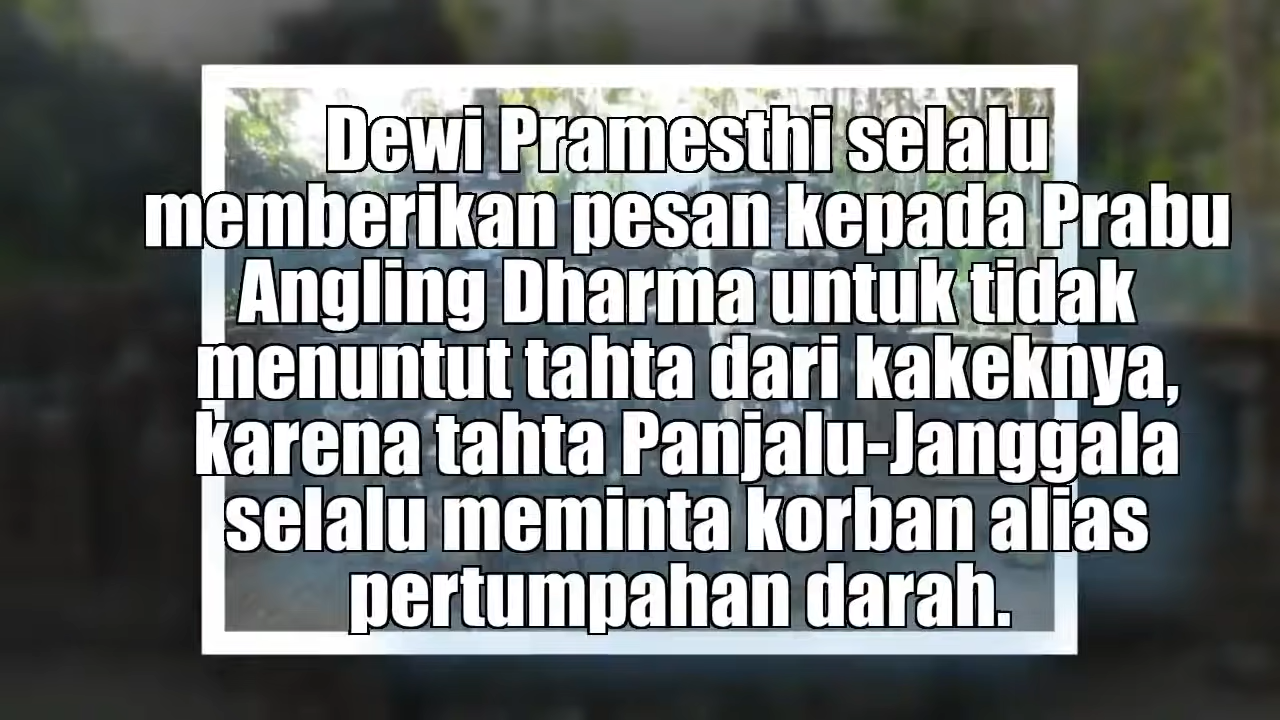 Dewi Pramesthi selalu
memberikan pesan kepada Prabu
Angling Dharma untuk tidak
menuntut tahta dari kakeknya,
karena tahta Panjalu-Janggala
selalu meminta korban alias
pertumpahan darah.